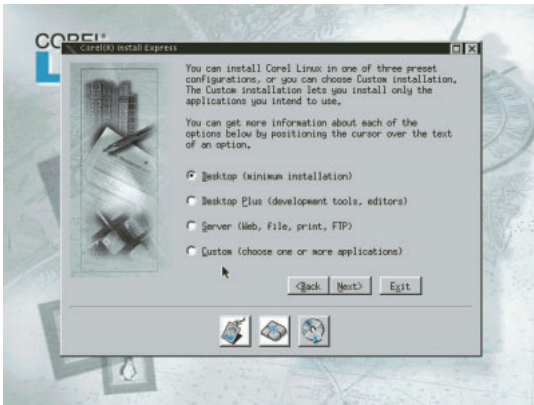 COREL
Corel(R) Install Express
You can install Corel Linux in one of three preset
configurations, or you can choose Custom installation.
The Custom installation lets you install only the
applications you intend to use.
You can get more information about each of the
options below by positioning the cursor over the text
of an option.
Desktop (minimum installation)
Desktop Plus (development tools, editors)
Server (Web, file, print, FTP)
Custom (choose one or more applications)
<Back Next> Exit